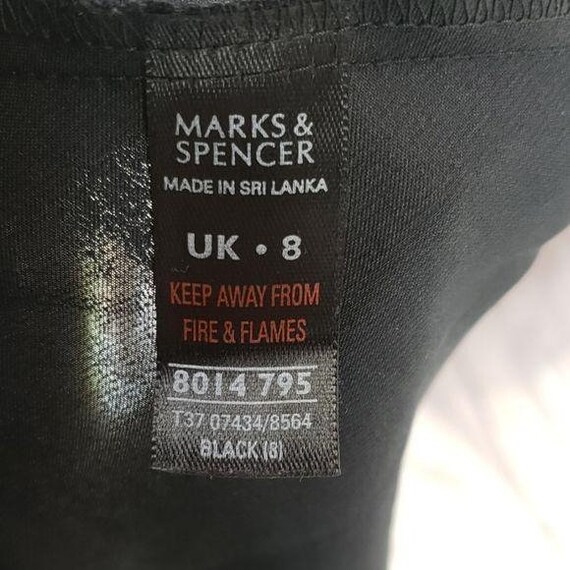 MARKS &
SPENCER
MADE IN SRI LANKA
UK • 8
KEEP AWAY FROM
FIRE & FLAMES
8014 795
T37 07434/8564
BLACK (8)